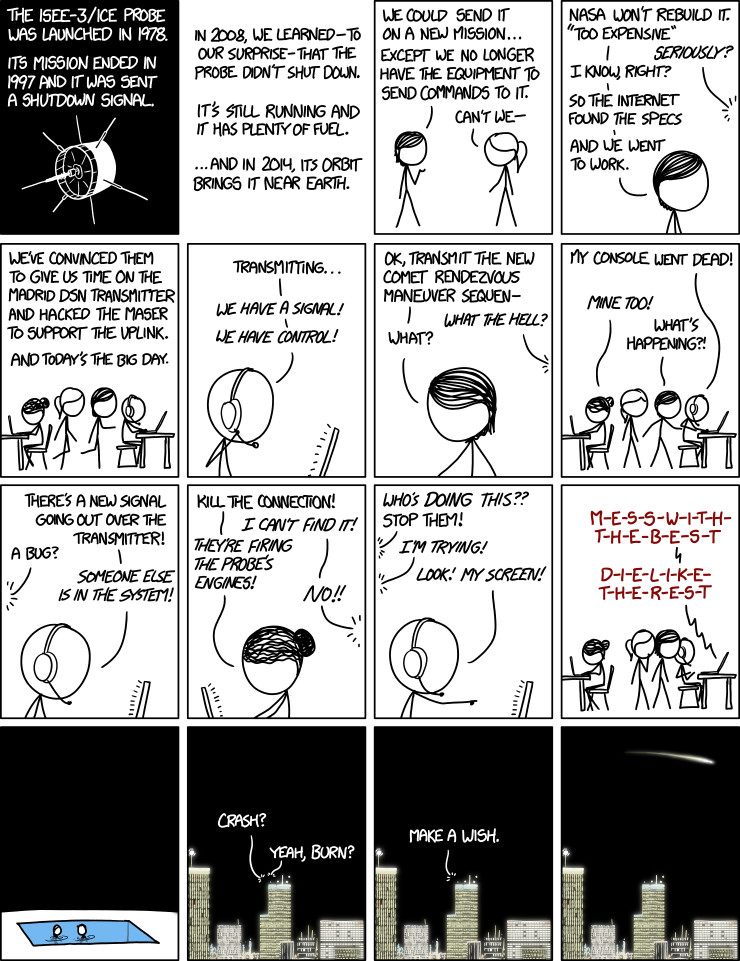 THE ISEE-3/ICE PROBE
WAS LAUNCHED IN 1978.
ITS MISSION ENDED IN
1997 AND IT WAS SENT
A SHUTDOWN SIGNAL.
IN 2008, WE LEARNED—TO
OUR SURPRISE—THAT THE
PROBE DIDN'T SHUT DOWN.
IT'S STILL RUNNING AND
IT HAS PLENTY OF FUEL.
...AND IN 2014, ITS ORBIT
BRINGS IT NEAR EARTH.
WE COULD SEND IT
ON A NEW MISSION...
EXCEPT WE NO LONGER
HAVE THE EQUIPMENT TO
SEND COMMANDS TO IT.
CAN'T WE—
NASA WON'T REBUILD IT.
"TOO EXPENSIVE"
SERIOUSLY?
I KNOW, RIGHT?
SO THE INTERNET
FOUND THE SPECS
AND WE WENT
TO WORK.
WE'VE CONVINCED THEM
TO GIVE US TIME ON THE
MADRID DSN TRANSMITTER
AND HACKED THE MASER
TO SUPPORT THE UPLINK.
AND TODAY'S THE BIG DAY.
TRANSMITTING...
WE HAVE A SIGNAL!
WE HAVE CONTROL!
OK, TRANSMIT THE NEW
COMET RENDEZVOUS
MANEUVER SEQUEN—
WHAT THE HELL?
WHAT?
MY CONSOLE WENT DEAD!
MINE TOO!
WHAT'S
HAPPENING?!
THERE'S A NEW SIGNAL
GOING OUT OVER THE
TRANSMITTER!
A BUG?
SOMEONE ELSE
IS IN THE SYSTEM!
KILL THE CONNECTION!
I CAN'T FIND IT!
THEY'RE FIRING
THE PROBE'S
ENGINES!
NO!!
WHO'S DOING THIS??
STOP THEM!
I'M TRYING!
LOOK! MY SCREEN!
M-E-S-S-W-I-T-H-
T-H-E-B-E-S-T
D-I-E-L-I-K-E-
T-H-E-R-E-S-T
CRASH?
YEAH, BURN?
MAKE A WISH.